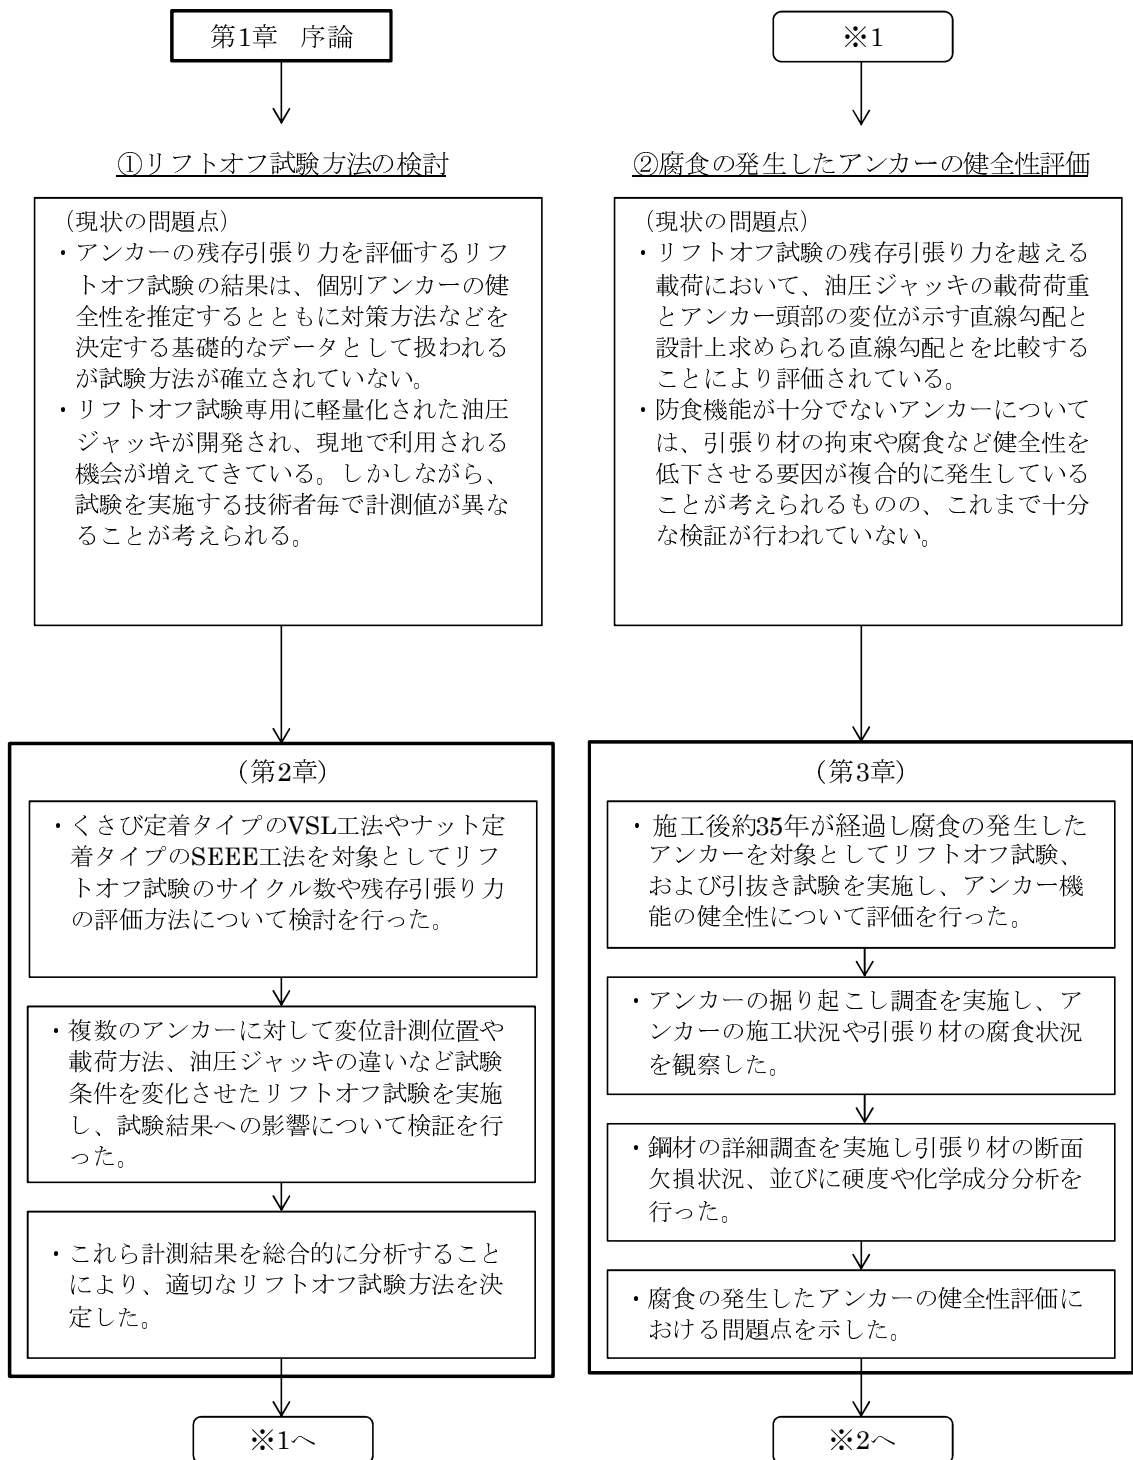 第1章　序論
①リフトオフ試験方法の検討
（現状の問題点）
・アンカーの残存引張り力を評価するリフ
トオフ試験の結果は、個別アンカーの健
全性を推定するとともに対策方法などを
決定する基礎的なデータとして扱われる
が試験方法が確立されていない。
・リフトオフ試験専用に軽量化された油圧
ジャッキが開発され、現地で利用される
機会が増えてきている。しかしながら、
試験を実施する技術者毎で計測値が異な
ることが考えられる。
（第2章）
・くさび定着タイプのVSL工法やナット定
着タイプのSEEE工法を対象としてリフ
トオフ試験のサイクル数や残存引張り力
の評価方法について検討を行った。
・複数のアンカーに対して変位計測位置や
載荷方法、油圧ジャッキの違いなど試験
条件を変化させたリフトオフ試験を実施
し、試験結果への影響について検証を行
った。
・これら計測結果を総合的に分析すること
により、適切なリフトオフ試験方法を決
定した。
※1へ
※1
②腐食の発生したアンカーの健全性評価
（現状の問題点）
・リフトオフ試験の残存引張り力を越える
載荷において、油圧ジャッキの載荷荷重
とアンカー頭部の変位が示す直線勾配と
設計上求められる直線勾配とを比較する
ことにより評価されている。
・防食機能が十分でないアンカーについて
は、引張り材の拘束や腐食など健全性を
低下させる要因が複合的に発生している
ことが考えられるものの、これまで十分
な検証が行われていない。
（第3章）
・施工後約35年が経過し腐食の発生した
アンカーを対象としてリフトオフ試験、
および引抜き試験を実施し、アンカー機
能の健全性について評価を行った。
・アンカーの掘り起こし調査を実施し、ア
ンカーの施工状況や引張り材の腐食状況
を観察した。
・鋼材の詳細調査を実施し引張り材の断面
欠損状況、並びに硬度や化学成分分析を
行った。
・腐食の発生したアンカーの健全性評価に
おける問題点を示した。
※2へ